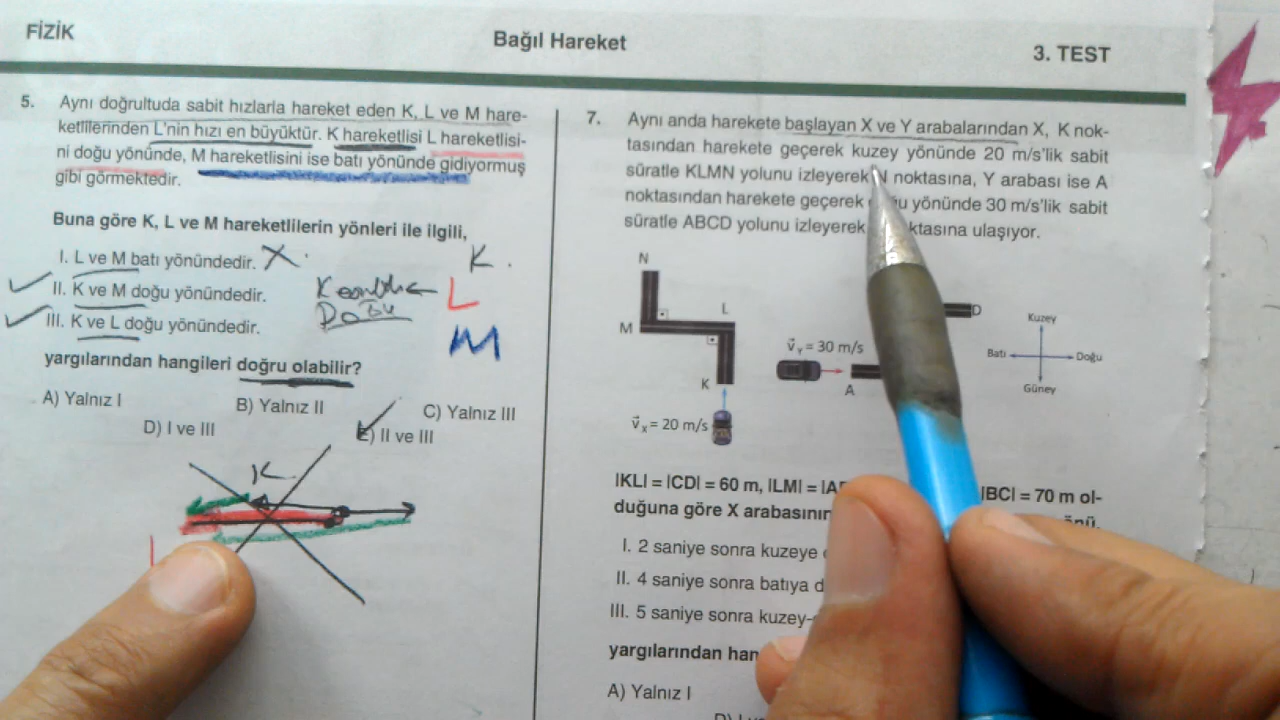 FİZİK
Bağıl Hareket
3. TEST
5. Aynı doğrultuda sabit hızlarla hareket eden K, L ve M hare-
ketlilerinden L'nin hızı en büyüktür. K hareketlisi L hareketlisi-
ni doğu yönünde, M hareketlisini ise batı yönünde gidiyormuş
gibi görmektedir.
Buna göre K, L ve M hareketlilerin yönleri ile ilgili,
I. L ve M batı yönündedir. X
II. K ve M doğu yönündedir.
III. K ve L doğu yönündedir.
K.
L
M
Doğu
yargılarından hangileri doğru olabilir?
A) Yalnız I
B) Yalnız II
C) Yalnız III
D) I ve III
E) II ve III
K
7. Aynı anda harekete başlayan X ve Y arabalarından X, K nok-
tasından harekete geçerek kuzey yönünde 20 m/s'lik sabit
süratle KLMN yolunu izleyerek N noktasına, Y arabası ise A
noktasından harekete geçerek yönünde 30 m/s'lik sabit
süratle ABCD yolunu izleyerek ulaşıyor.
N
M
L
K
v⃗X = 20 m/s
v⃗Y = 30 m/s
A
D
Kuzey
Batı
Doğu
Güney
|KL| = |CD| = 60 m, |LM| = |BC| = 70 m ol-
duğuna göre X arabasının
I. 2 saniye sonra kuzeye
II. 4 saniye sonra batıya
III. 5 saniye sonra kuzey-
yargılarından
A) Yalnız I